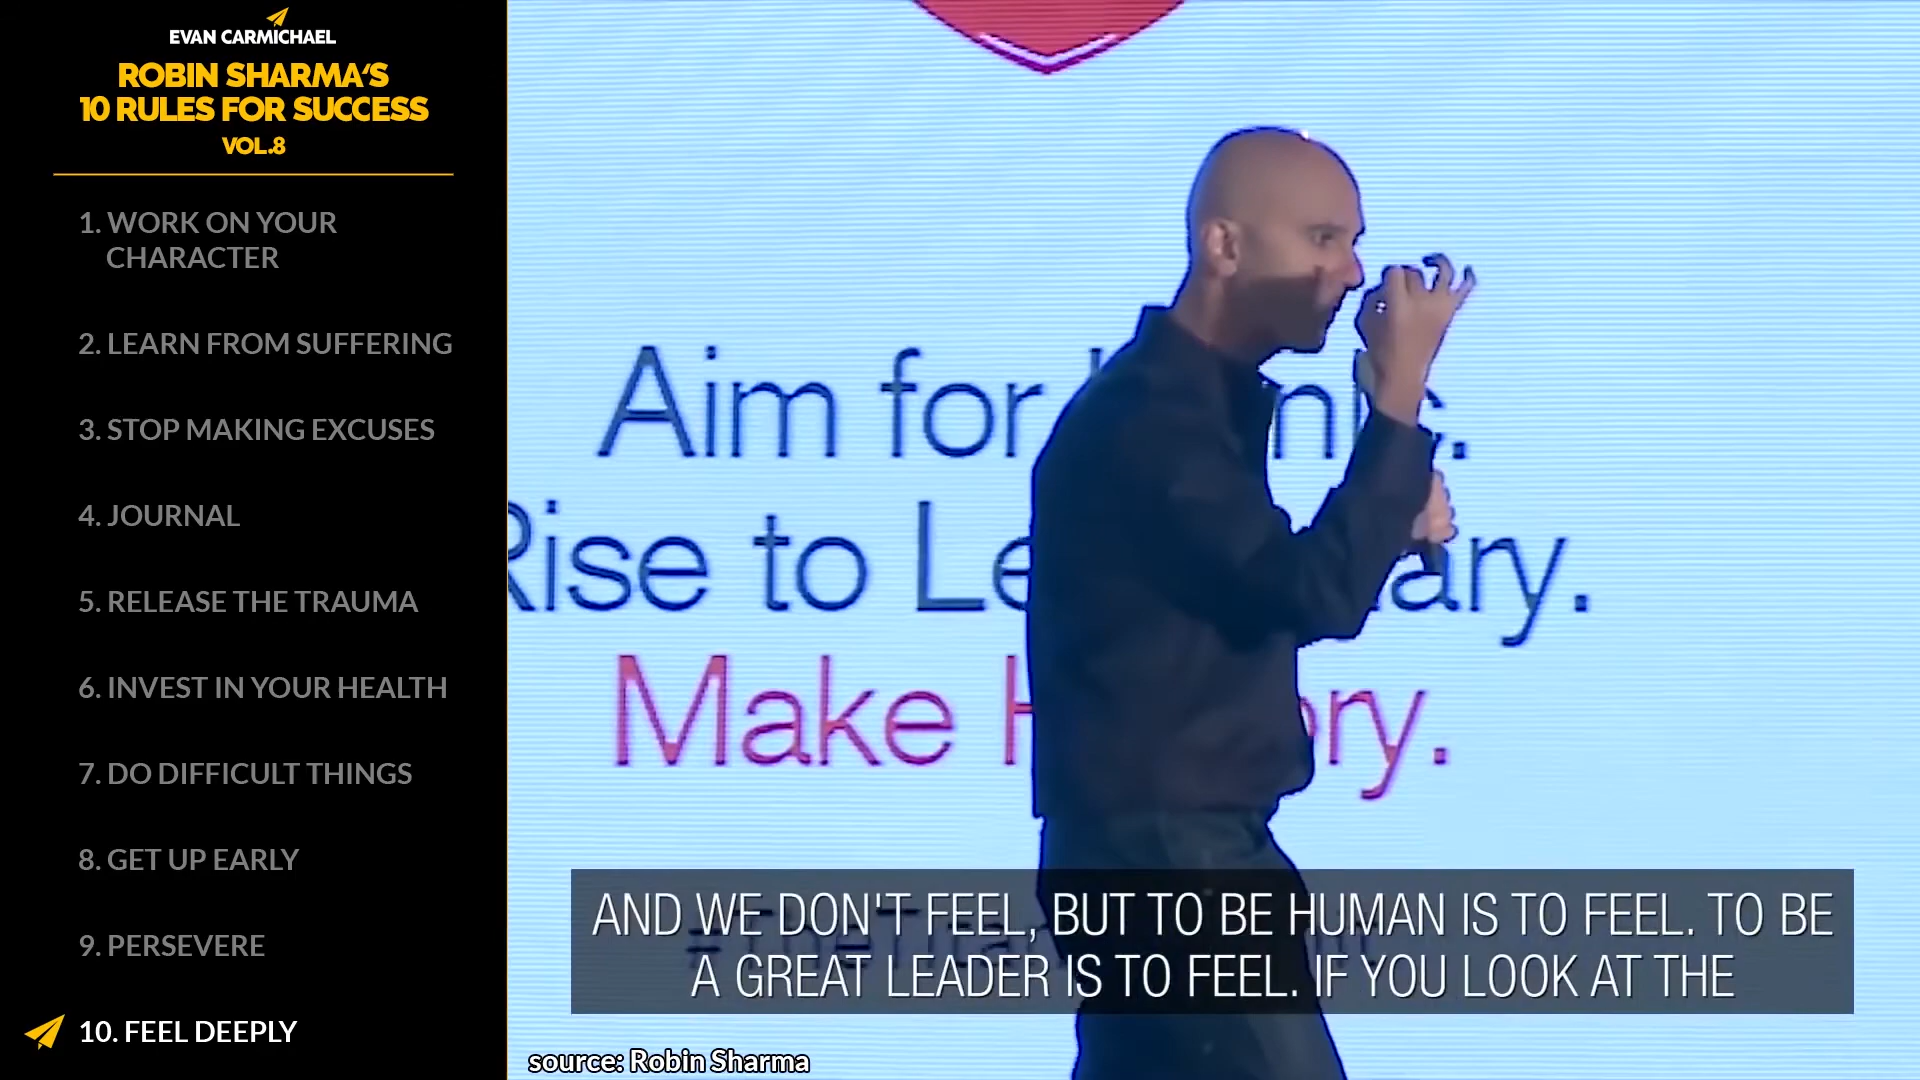 EVAN CARMICHAEL
ROBIN SHARMA'S
10 RULES FOR SUCCESS
VOL.8
1. WORK ON YOUR
CHARACTER
2. LEARN FROM SUFFERING
3. STOP MAKING EXCUSES
4. JOURNAL
5. RELEASE THE TRAUMA
6. INVEST IN YOUR HEALTH
7. DO DIFFICULT THINGS
8. GET UP EARLY
9. PERSEVERE
10. FEEL DEEPLY
Aim for
Rise to
Make
AND WE DON'T FEEL, BUT TO BE HUMAN IS TO FEEL. TO BE
A GREAT LEADER IS TO FEEL. IF YOU LOOK AT THE
source: Robin Sharma